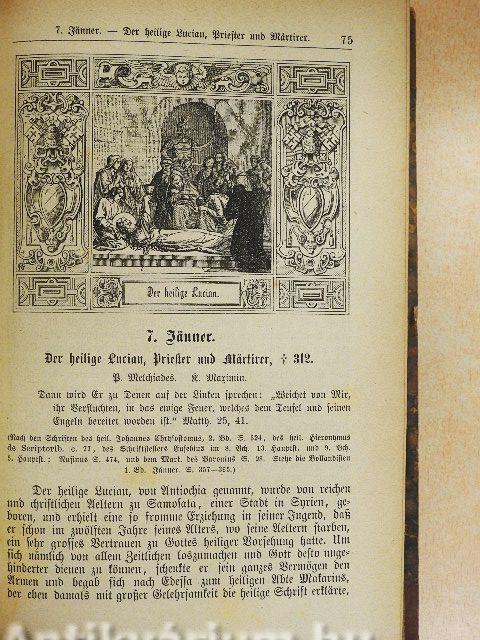 7. Jänner. — Der heilige Lucian, Priester und Märtirer.
75
Der heilige Lucian.
7. Jänner.
Der heilige Lucian, Priester und Märtirer, † 312.
P. Melchiades. K. Maximin.
Dann wird Er zu Denen auf der Linken sprechen: „Weichet von Mir,
ihr Verfluchten, in das ewige Feuer, welches dem Teufel und seinen
Engeln bereitet worden ist.“ Matth. 25, 41.
(Nach den Schriften des heil. Johannes Chrysostomus, 2. Bd. S. 524, des heil. Hieronymus
de Scriptorib. c. 77, des Schriftstellers Eusebius im 8. Bch. 13. Hauptst. und 9. Bch.
Hauptst.; Rufinus S. 474, und dem Mart. des Baronius S. 28. Siehe die Bollandisten
1. Bd. Jänner. S. 357—365.)
Der heilige Lucian, von Antiochia genannt, wurde von reichen
und christlichen Aeltern zu Samosata, einer Stadt in Syrien, ge-
boren, und erhielt eine so fromme Erziehung in seiner Jugend, daß
er schon im zwölften Jahre seines Alters, wo seine Aeltern starben,
ein sehr grosses Vertrauen zu Gottes heiliger Vorsehung hatte. Um
sich nämlich von allem Zeitlichen loszumachen und Gott desto unge-
hinderter dienen zu können, schenkte er sein ganzes Vermögen den
Armen und begab sich nach Edessa zum heiligen Abte Makarius,
der eben damals mit großer Gelehrsamkeit die heilige Schrift erklärte,
Antikvárium.hu